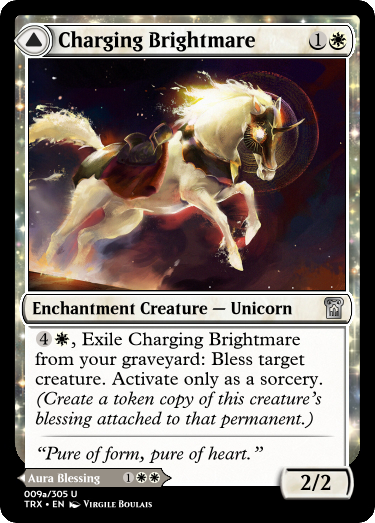 Charging Brightmare 1
Enchantment Creature — Unicorn
4, Exile Charging Brightmare
from your graveyard: Bless target
creature. Activate only as a sorcery.
(Create a token copy of this creature's
blessing attached to that permanent.)
"Pure of form, pure of heart."
Aura Blessing 1
2/2
009a/305 U
TRX • EN Virgile Boulais